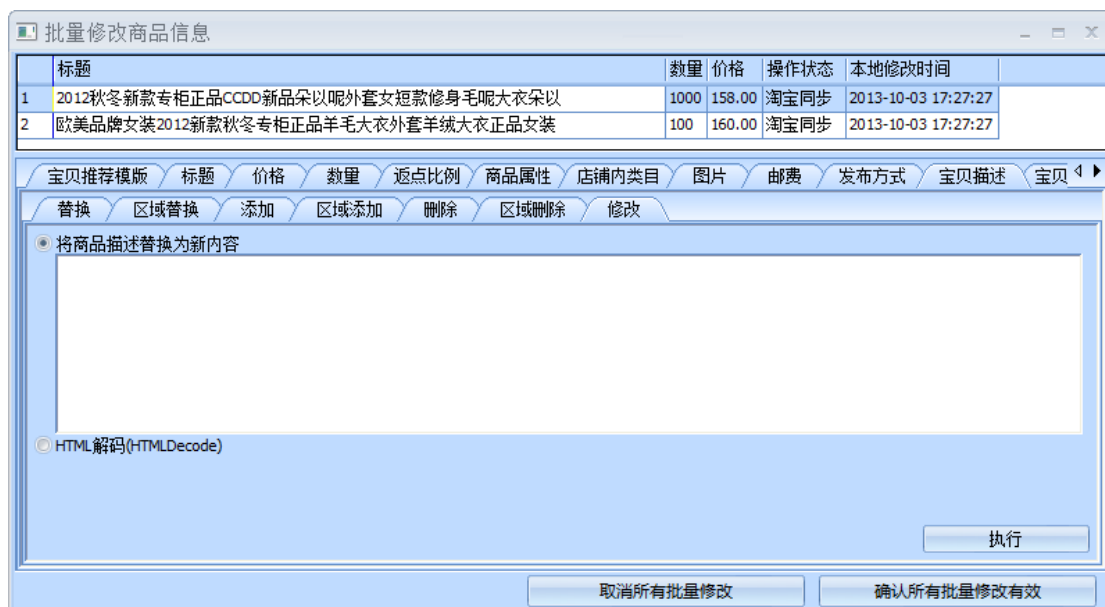 批量修改商品信息
标题 数量 价格 操作状态 本地修改时间
1 2012秋冬新款专柜正品CCDD新品朵以呢外套女短款修身毛呢大衣朵以 1000 158.00 淘宝同步 2013-10-03 17:27:27
2 欧美品牌女装2012新款秋冬专柜正品羊毛大衣外套羊绒大衣正品女装 100 160.00 淘宝同步 2013-10-03 17:27:27
宝贝推荐模版 标题 价格 数量 返点比例 商品属性 店铺内类目 图片 邮费 发布方式 宝贝描述 宝贝
替换 区域替换 添加 区域添加 删除 区域删除 修改
将商品描述替换为新内容
HTML解码(HTMLDecode)
执行
取消所有批量修改 确认所有批量修改有效